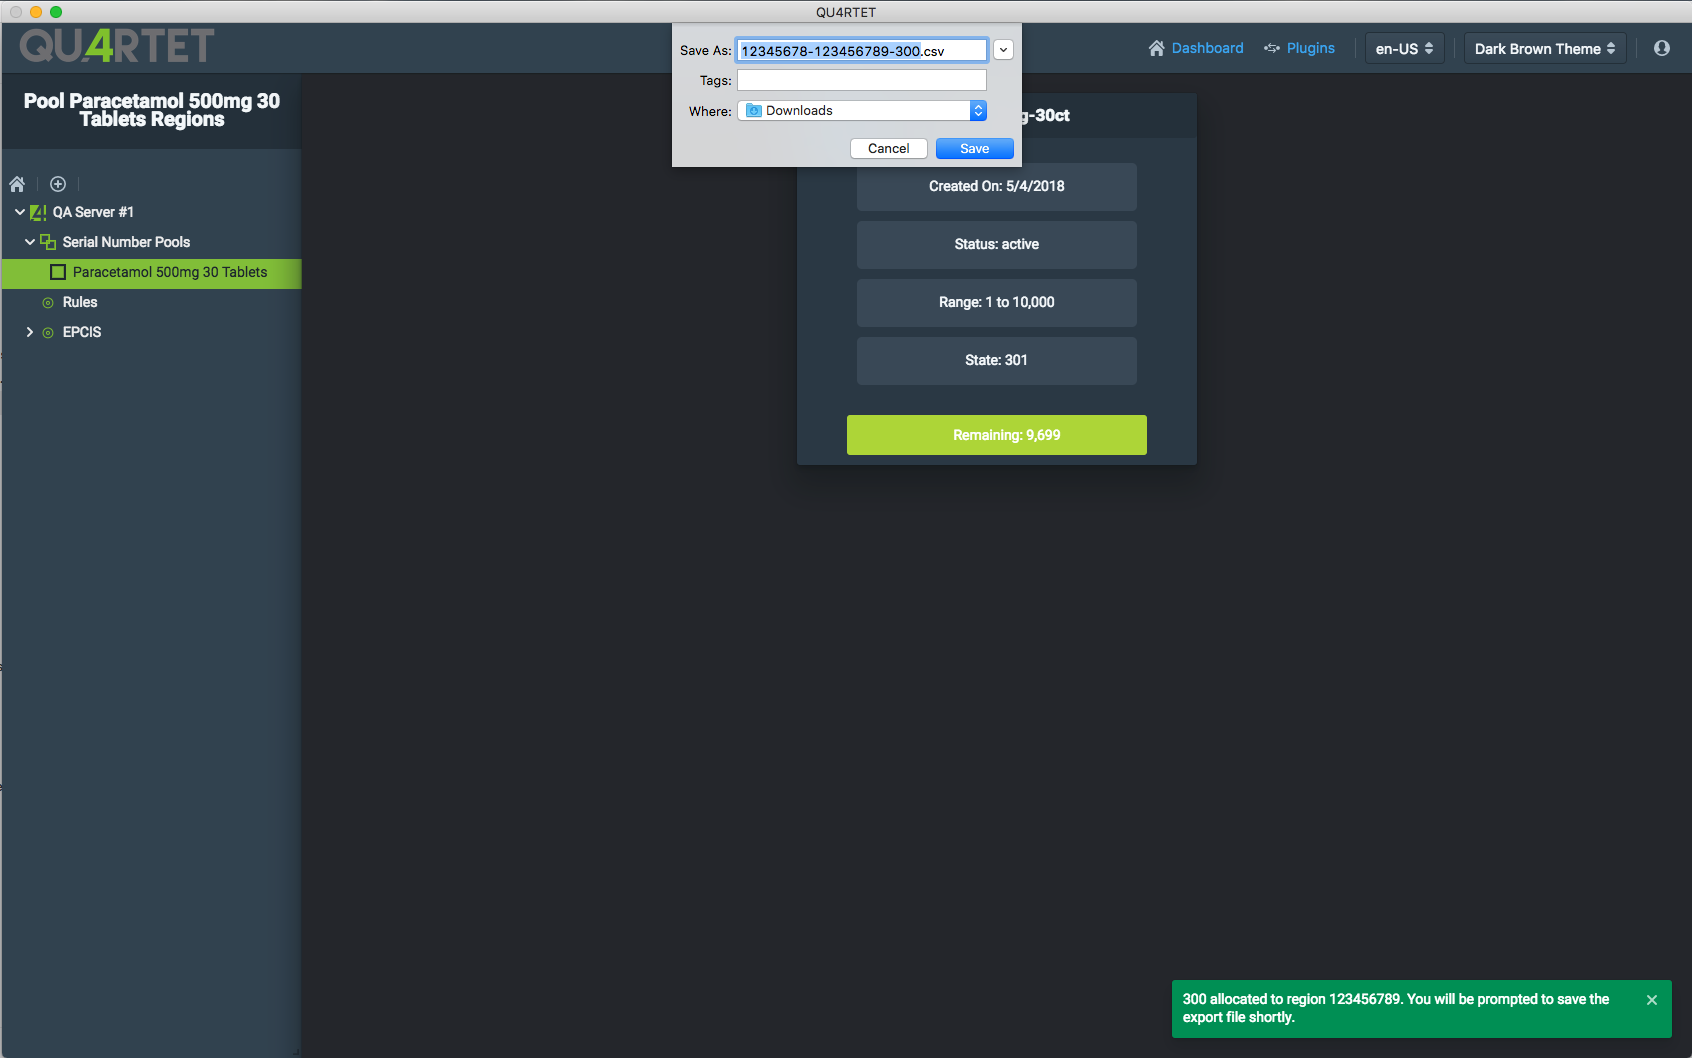 QU4RTET
QU4RTET
Dashboard
Plugins
en-US
Dark Brown Theme
Save As: 12345678-123456789-300.csv
Tags:
Where: Downloads
Cancel
Save
Pool Paracetamol 500mg 30
Tablets Regions
QA Server #1
Serial Number Pools
Paracetamol 500mg 30 Tablets
Rules
EPCIS
g-30ct
Created On: 5/4/2018
Status: active
Range: 1 to 10,000
State: 301
Remaining: 9,699
300 allocated to region 123456789. You will be prompted to save the
export file shortly.